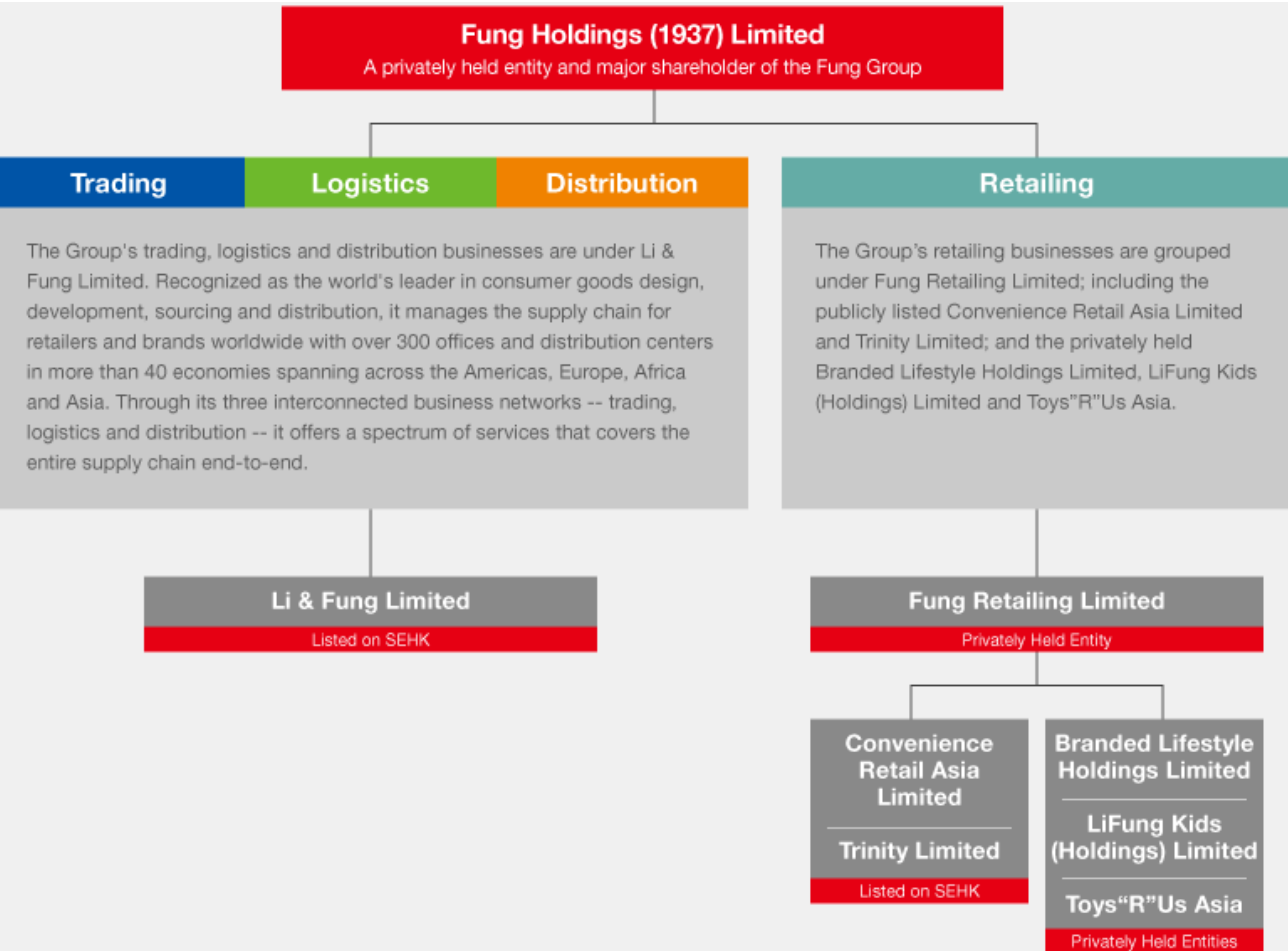 Fung Holdings (1937) Limited
A privately held entity and major shareholder of the Fung Group
Trading
Logistics
Distribution
The Group's trading, logistics and distribution businesses are under Li &
Fung Limited. Recognized as the world's leader in consumer goods design,
development, sourcing and distribution, it manages the supply chain for
retailers and brands worldwide with over 300 offices and distribution centers
in more than 40 economies spanning across the Americas, Europe, Africa
and Asia. Through its three interconnected business networks -- trading,
logistics and distribution -- it offers a spectrum of services that covers the
entire supply chain end-to-end.
Li & Fung Limited
Listed on SEHK
Retailing
The Group’s retailing businesses are grouped
under Fung Retailing Limited; including the
publicly listed Convenience Retail Asia Limited
and Trinity Limited; and the privately held
Branded Lifestyle Holdings Limited, LiFung Kids
(Holdings) Limited and Toys”R”Us Asia.
Fung Retailing Limited
Privately Held Entity
Convenience
Retail Asia
Limited
Trinity Limited
Listed on SEHK
Branded Lifestyle
Holdings Limited
LiFung Kids
(Holdings) Limited
Toys“R”Us Asia
Privately Held Entities